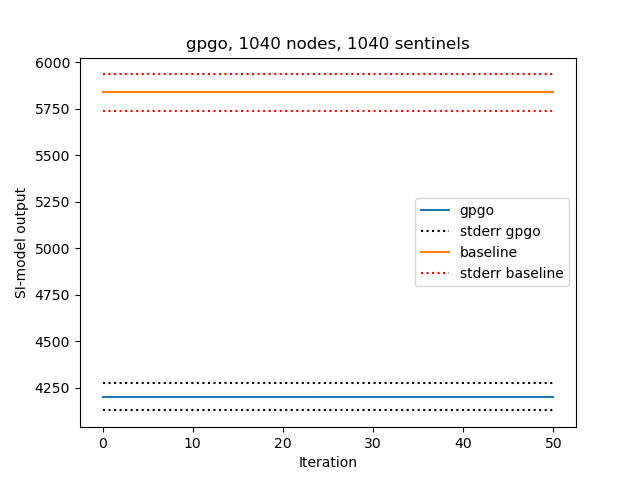 gpgo, 1040 nodes, 1040 sentinels
6000
5750
5500
5250
5000
4750
4500
4250
SI-model output
gpgo
stderr gpgo
baseline
stderr baseline
0 10 20 30 40 50
Iteration